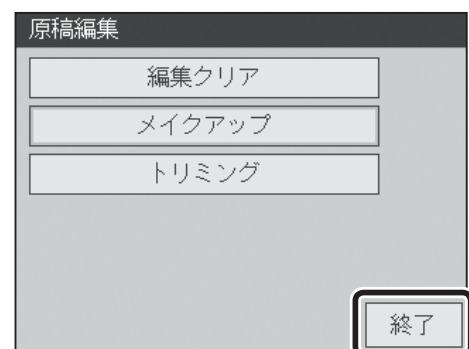 原稿編集
編集クリア
メイクアップ
トリミング
終了